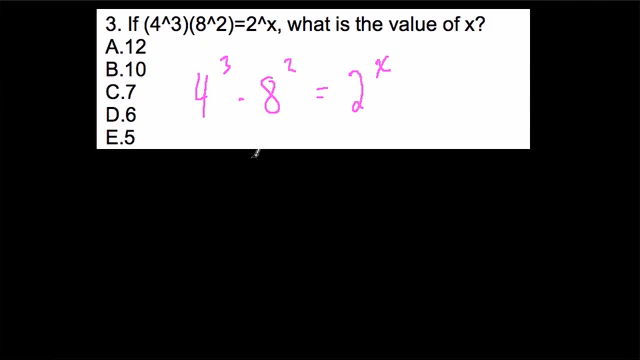 3. If (4^3)(8^2)=2^x, what is the value of x?
A.12
B.10
C.7
D.6
E.5
4³ · 8² = 2ˣ